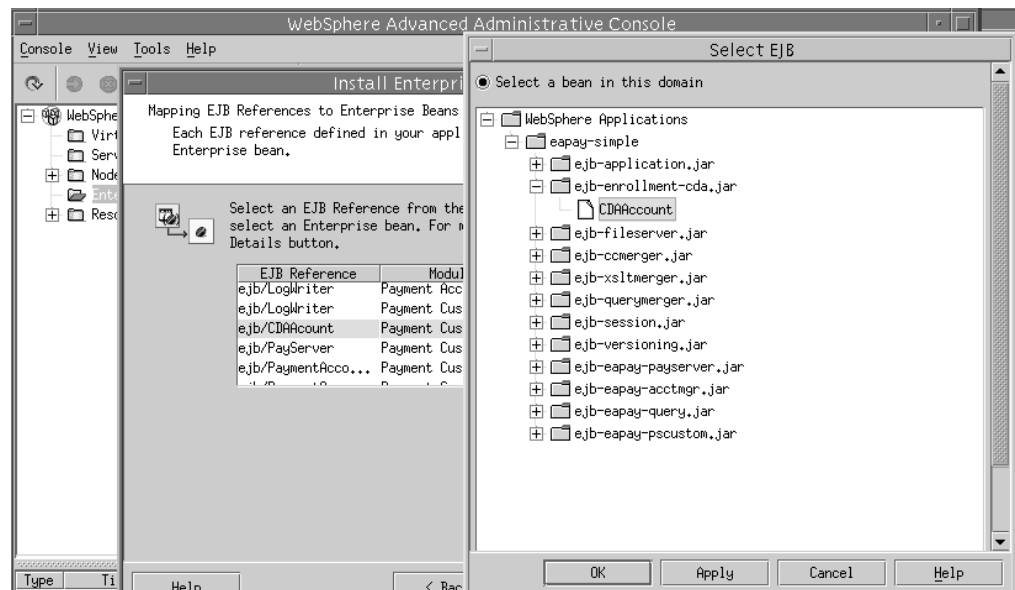 WebSphere Advanced Administrative Console
Console View Tools Help
Select EJB
Install Enterpri
Select a bean in this domain
WebSphe
Virt
Serv
Node
Ente
Reso
Mapping EJB References to Enterprise Beans
Each EJB reference defined in your appl
Enterprise bean.
Select an EJB Reference from the
select an Enterprise bean. For m
Details button.
EJB Reference Modul
ejb/LogWriter Payment Acc
ejb/LogWriter Payment Cus
ejb/CDAAcount Payment Cus
ejb/PayServer Payment Cus
ejb/PaymentAcco... Payment Cus
WebSphere Applications
eapay-simple
ejb-application.jar
ejb-enrollment-cda.jar
CDAAccount
ejb-fileserver.jar
ejb-ccmerger.jar
ejb-xsltmerger.jar
ejb-querymerger.jar
ejb-session.jar
ejb-versioning.jar
ejb-eapay-payserver.jar
ejb-eapay-acctmgr.jar
ejb-eapay-query.jar
ejb-eapay-pscustom.jar
Type Ti
Help < Bac
OK Apply Cancel Help